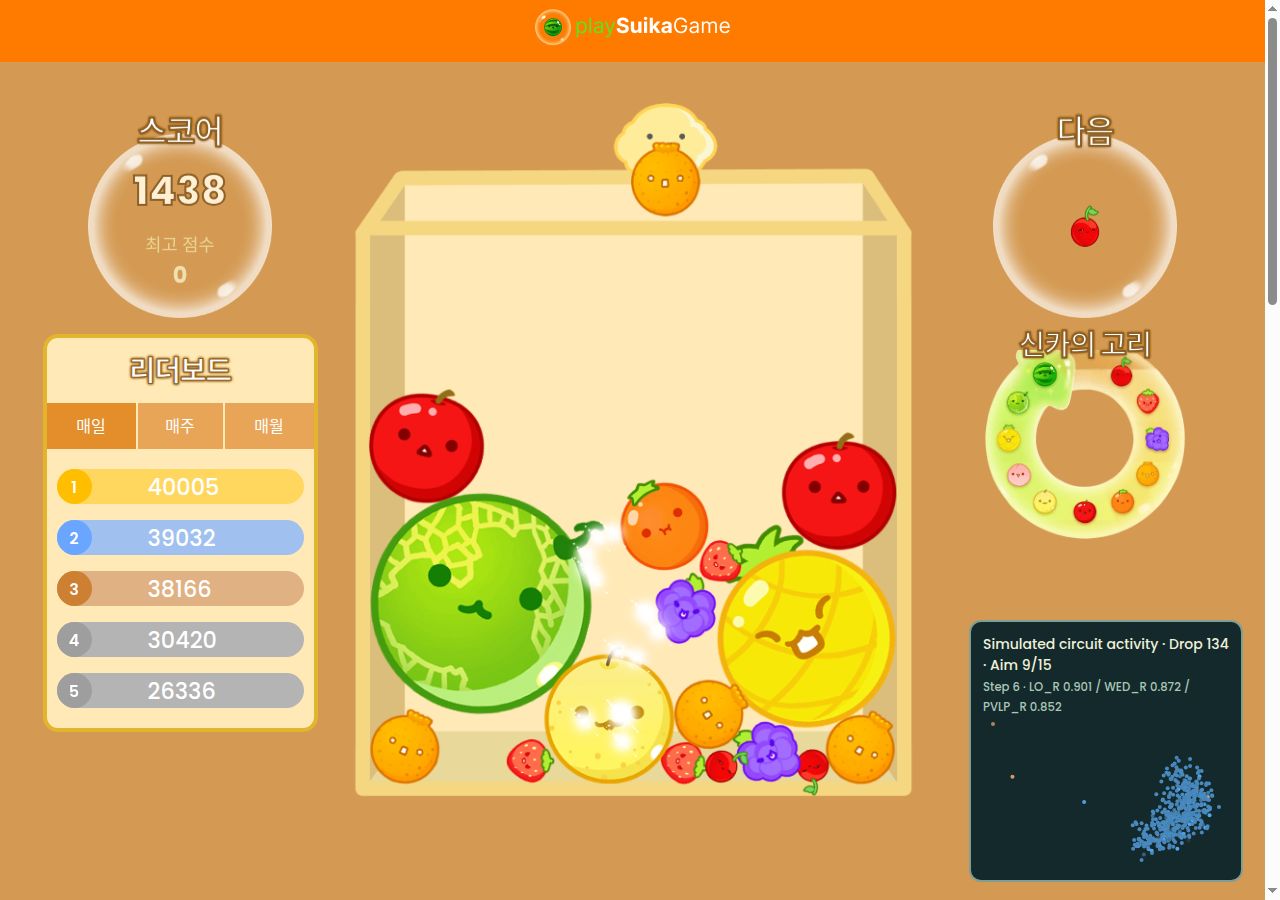 playSuikaGame
스코어
1438
최고 점수
0
리더보드
매일 매주 매월
1 40005
2 39032
3 38166
4 30420
5 26336
다음
신카의 고리
Simulated circuit activity · Drop 134
· Aim 9/15
Step 6 · LO_R 0.901 / WED_R 0.872 /
PVLP_R 0.852